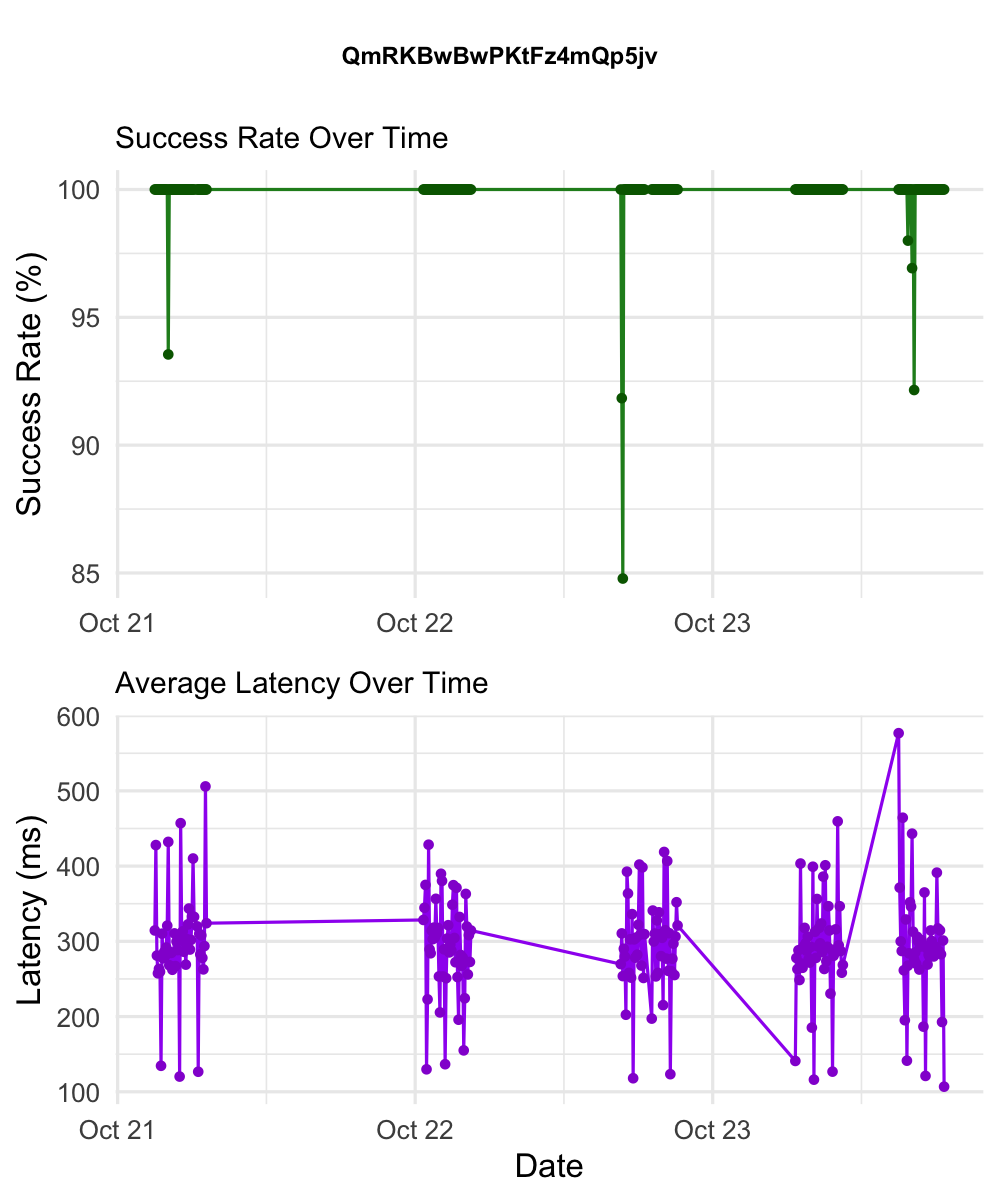 QmRKBwBwPKtFz4mQp5jv
Success Rate Over Time
100
95
90
85
Success Rate (%)
Oct 21
Oct 22
Oct 23
Average Latency Over Time
600
500
400
300
200
100
Latency (ms)
Oct 21
Oct 22
Oct 23
Date